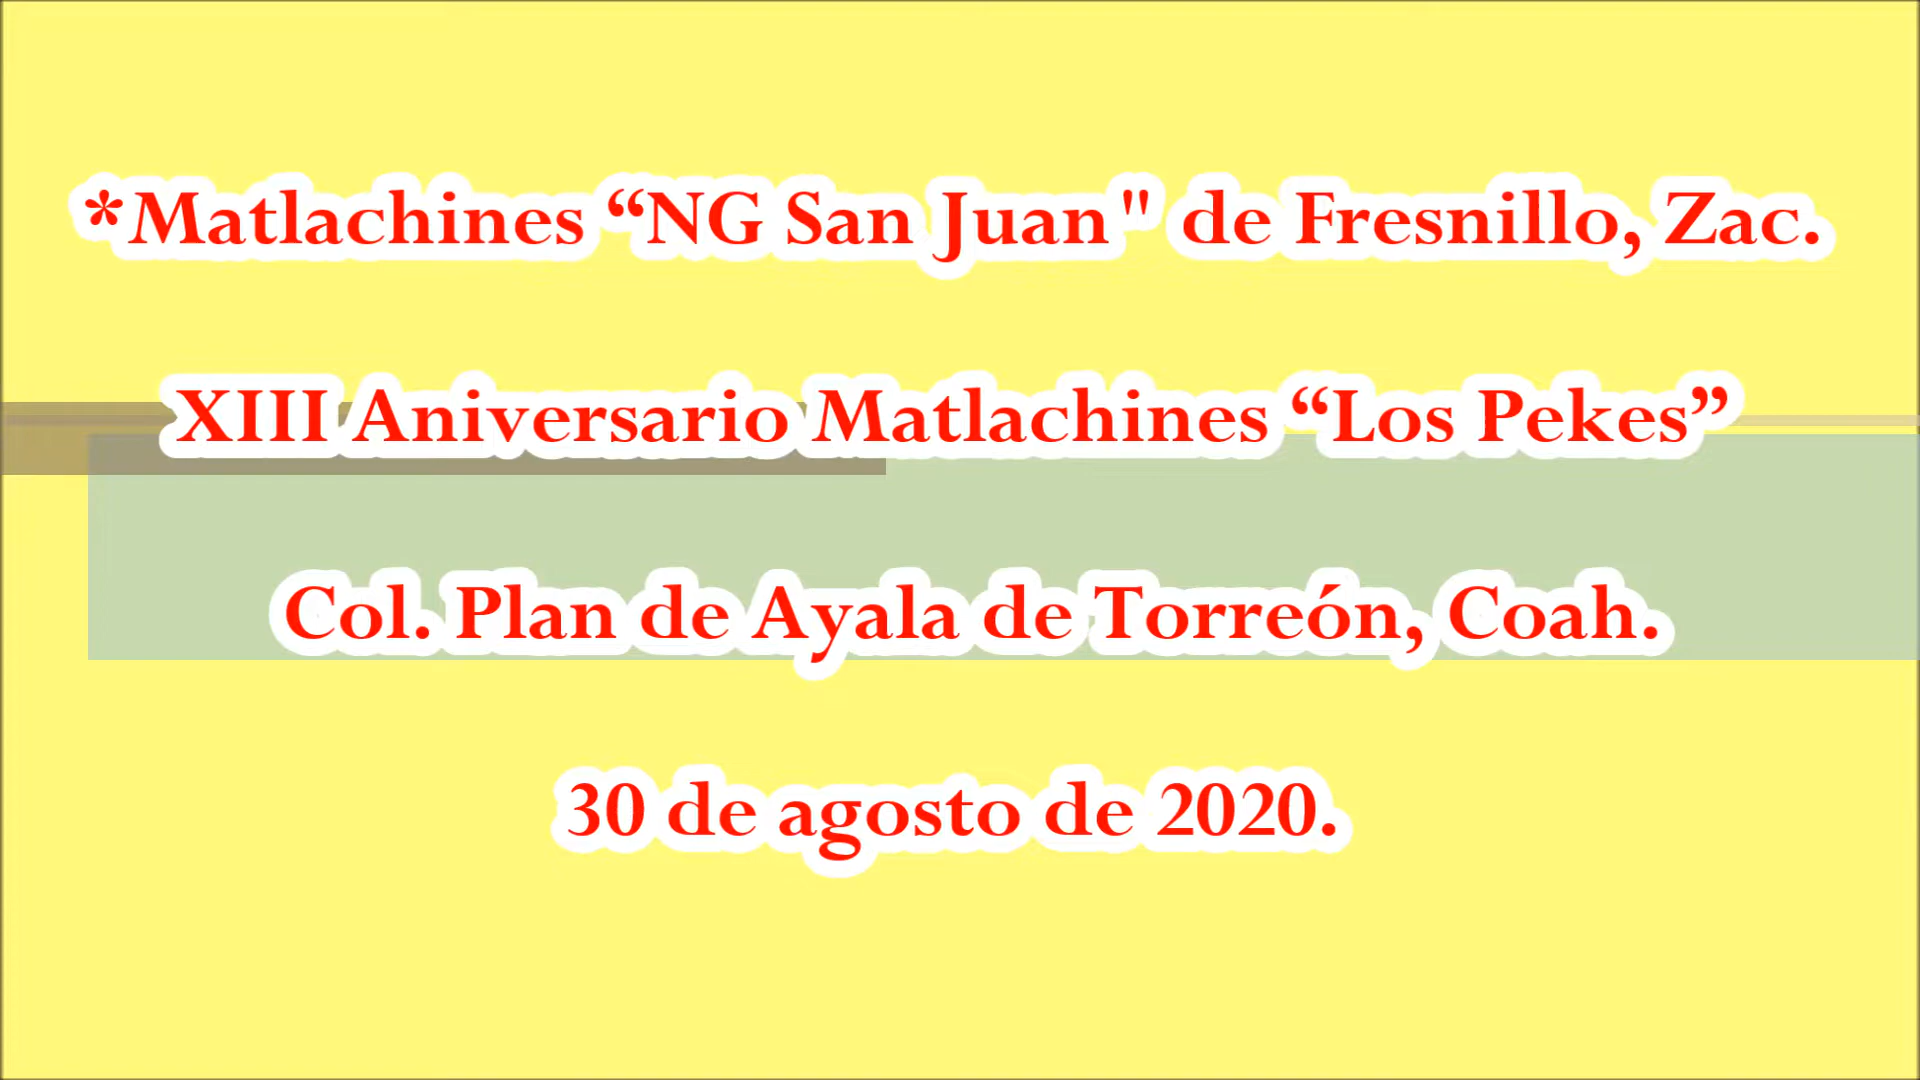 *Matlachines “NG San Juan" de Fresnillo, Zac.
XIII Aniversario Matlachines “Los Pekes”
Col. Plan de Ayala de Torreón, Coah.
30 de agosto de 2020.